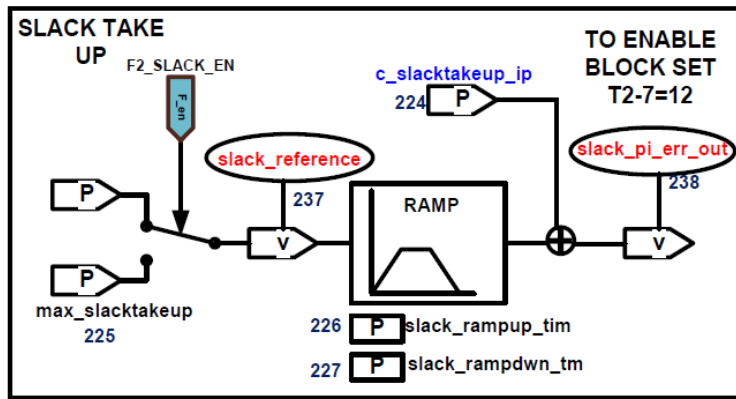 SLACK TAKE
UP
F2_SLACK_EN
F_en
TO ENABLE
BLOCK SET
T2-7=12
c_slacktakeup_ip
224
P
slack_reference
237
slack_pi_err_out
238
P
V
RAMP
V
P
max_slacktakeup
225
226
P
slack_rampup_tim
227
P
slack_rampdwn_tm